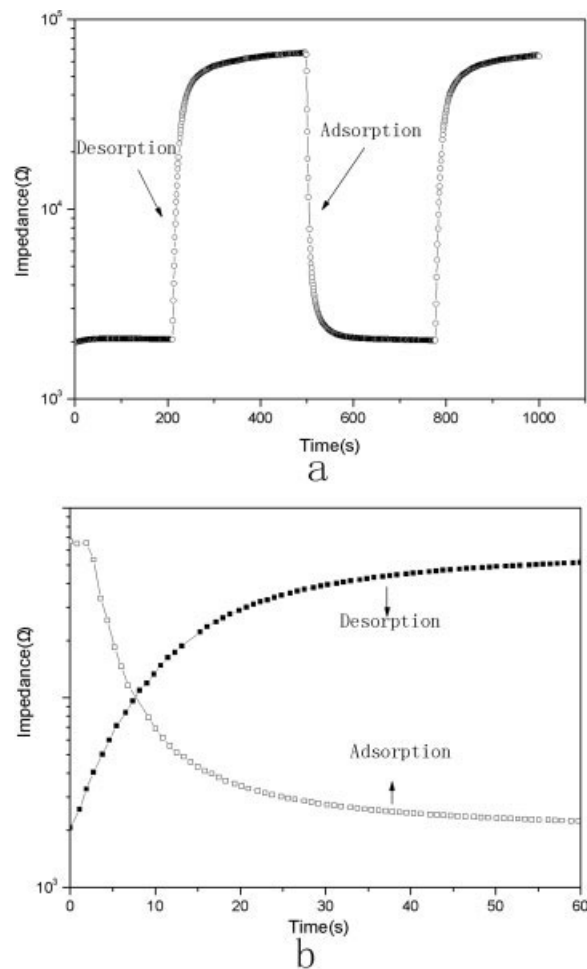 10^5
Desorption
Adsorption
10^4
Impedance(Ω)
10^3
0 200 400 600 800 1000
Time(s)
a
Desorption
Impedance(Ω)
Adsorption
10^3
0 10 20 30 40 50 60
Time(s)
b